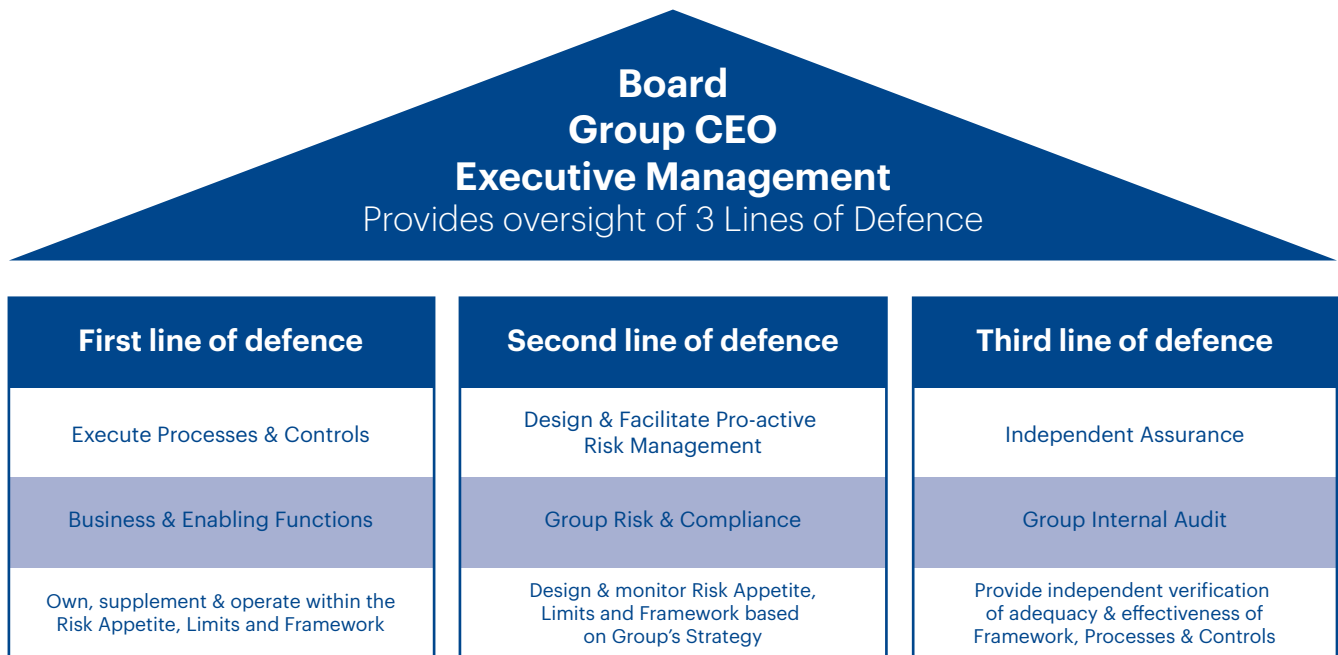 Board
Group CEO
Executive Management
Provides oversight of 3 Lines of Defence
First line of defence
Execute Processes & Controls
Business & Enabling Functions
Own, supplement & operate within the
Risk Appetite, Limits and Framework
Second line of defence
Design & Facilitate Pro-active
Risk Management
Group Risk & Compliance
Design & monitor Risk Appetite,
Limits and Framework based
on Group’s Strategy
Third line of defence
Independent Assurance
Group Internal Audit
Provide independent verification
of adequacy & effectiveness of
Framework, Processes & Controls